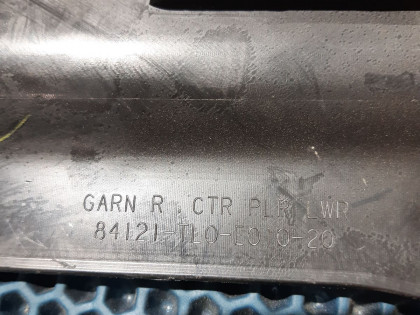 GARN R, CTR PLR LWR
84121-TL0-E010-20